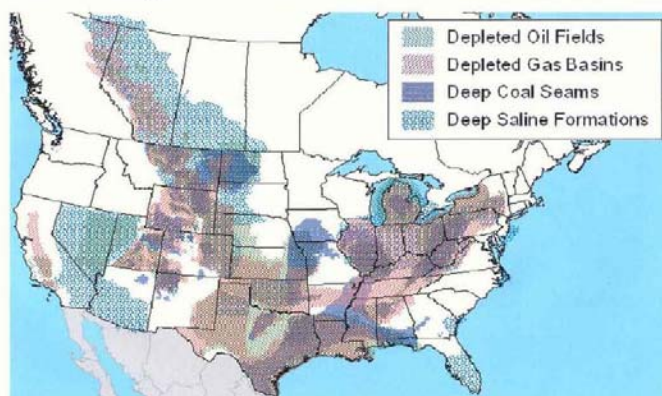 Depleted Oil Fields
Depleted Gas Basins
Deep Coal Seams
Deep Saline Formations